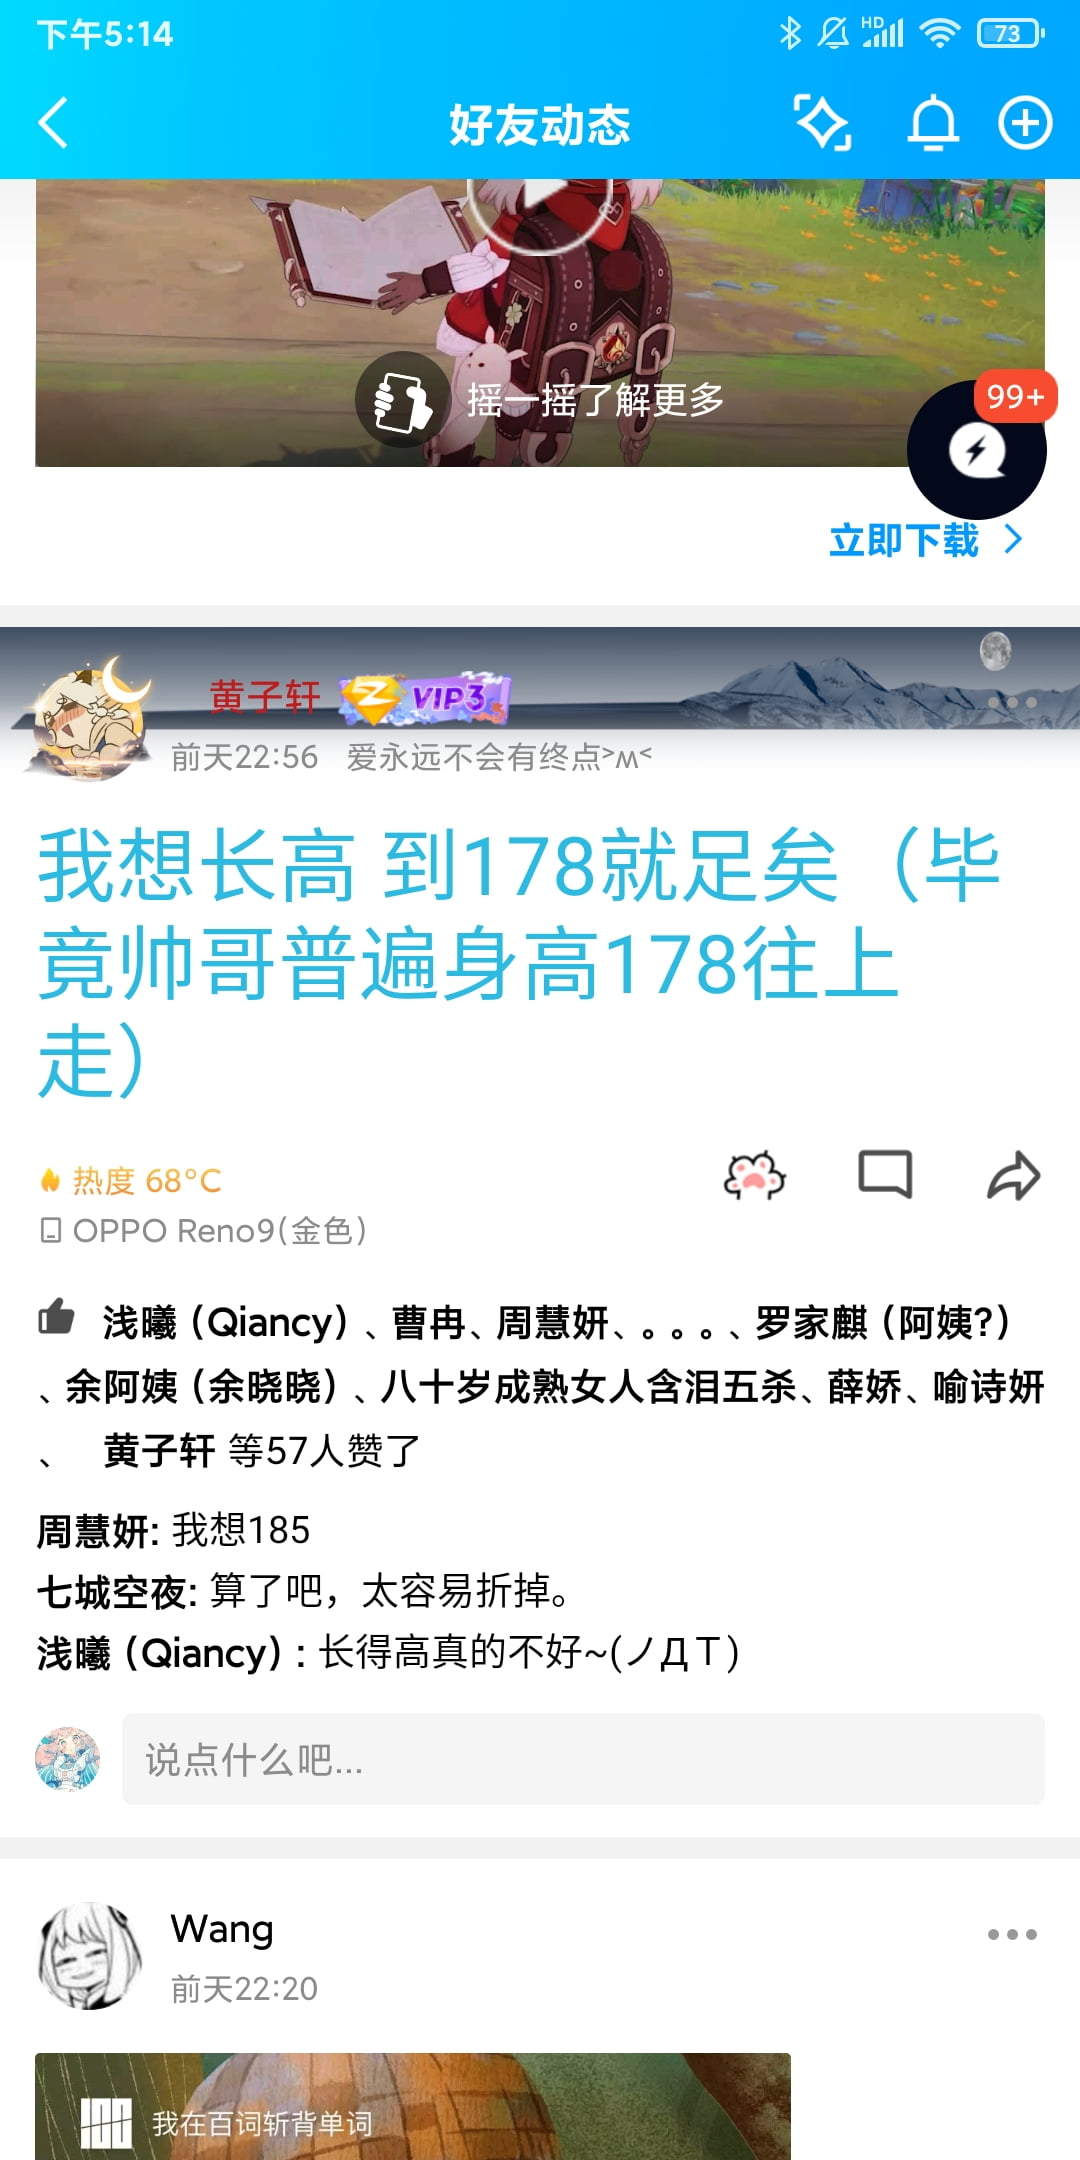 下午5:14
HD
73
好友动态
摇一摇了解更多
99+
立即下载
黄子轩 VIP3
前天22:56 爱永远不会有终点>ʍ<
我想长高 到178就足矣（毕
竟帅哥普遍身高178往上
走）
热度 68°C
OPPO Reno9(金色)
浅曦（Qiancy）、曹冉、周慧妍、。。。、罗家麒（阿姨?）
、余阿姨（余晓晓）、八十岁成熟女人含泪五杀、薛娇、喻诗妍
、 黄子轩 等57人赞了
周慧妍: 我想185
七城空夜: 算了吧，太容易折掉。
浅曦（Qiancy）: 长得高真的不好~(ノДＴ)
说点什么吧...
Wang
前天22:20
我在百词斩背单词